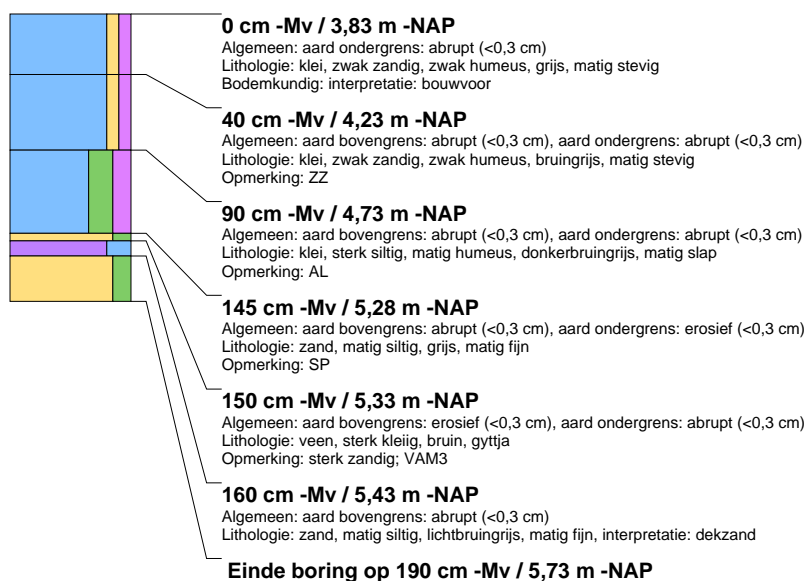 0 cm -Mv / 3,83 m -NAP
Algemeen: aard ondergrens: abrupt (<0,3 cm)
Lithologie: klei, zwak zandig, zwak humeus, grijs, matig stevig
Bodemkundig: interpretatie: bouwvoor
40 cm -Mv / 4,23 m -NAP
Algemeen: aard bovengrens: abrupt (<0,3 cm), aard ondergrens: abrupt (<0,3 cm)
Lithologie: klei, zwak zandig, zwak humeus, bruingrijs, matig stevig
Opmerking: ZZ
90 cm -Mv / 4,73 m -NAP
Algemeen: aard bovengrens: abrupt (<0,3 cm), aard ondergrens: abrupt (<0,3 cm)
Lithologie: klei, sterk siltig, matig humeus, donkerbruingrijs, matig slap
Opmerking: AL
145 cm -Mv / 5,28 m -NAP
Algemeen: aard bovengrens: abrupt (<0,3 cm), aard ondergrens: erosief (<0,3 cm)
Lithologie: zand, matig siltig, grijs, matig fijn
Opmerking: SP
150 cm -Mv / 5,33 m -NAP
Algemeen: aard bovengrens: erosief (<0,3 cm), aard ondergrens: abrupt (<0,3 cm)
Lithologie: veen, sterk kleiig, bruin, gyttja
Opmerking: sterk zandig; VAM3
160 cm -Mv / 5,43 m -NAP
Algemeen: aard bovengrens: abrupt (<0,3 cm)
Lithologie: zand, matig siltig, lichtbruingrijs, matig fijn, interpretatie: dekzand
Einde boring op 190 cm -Mv / 5,73 m -NAP